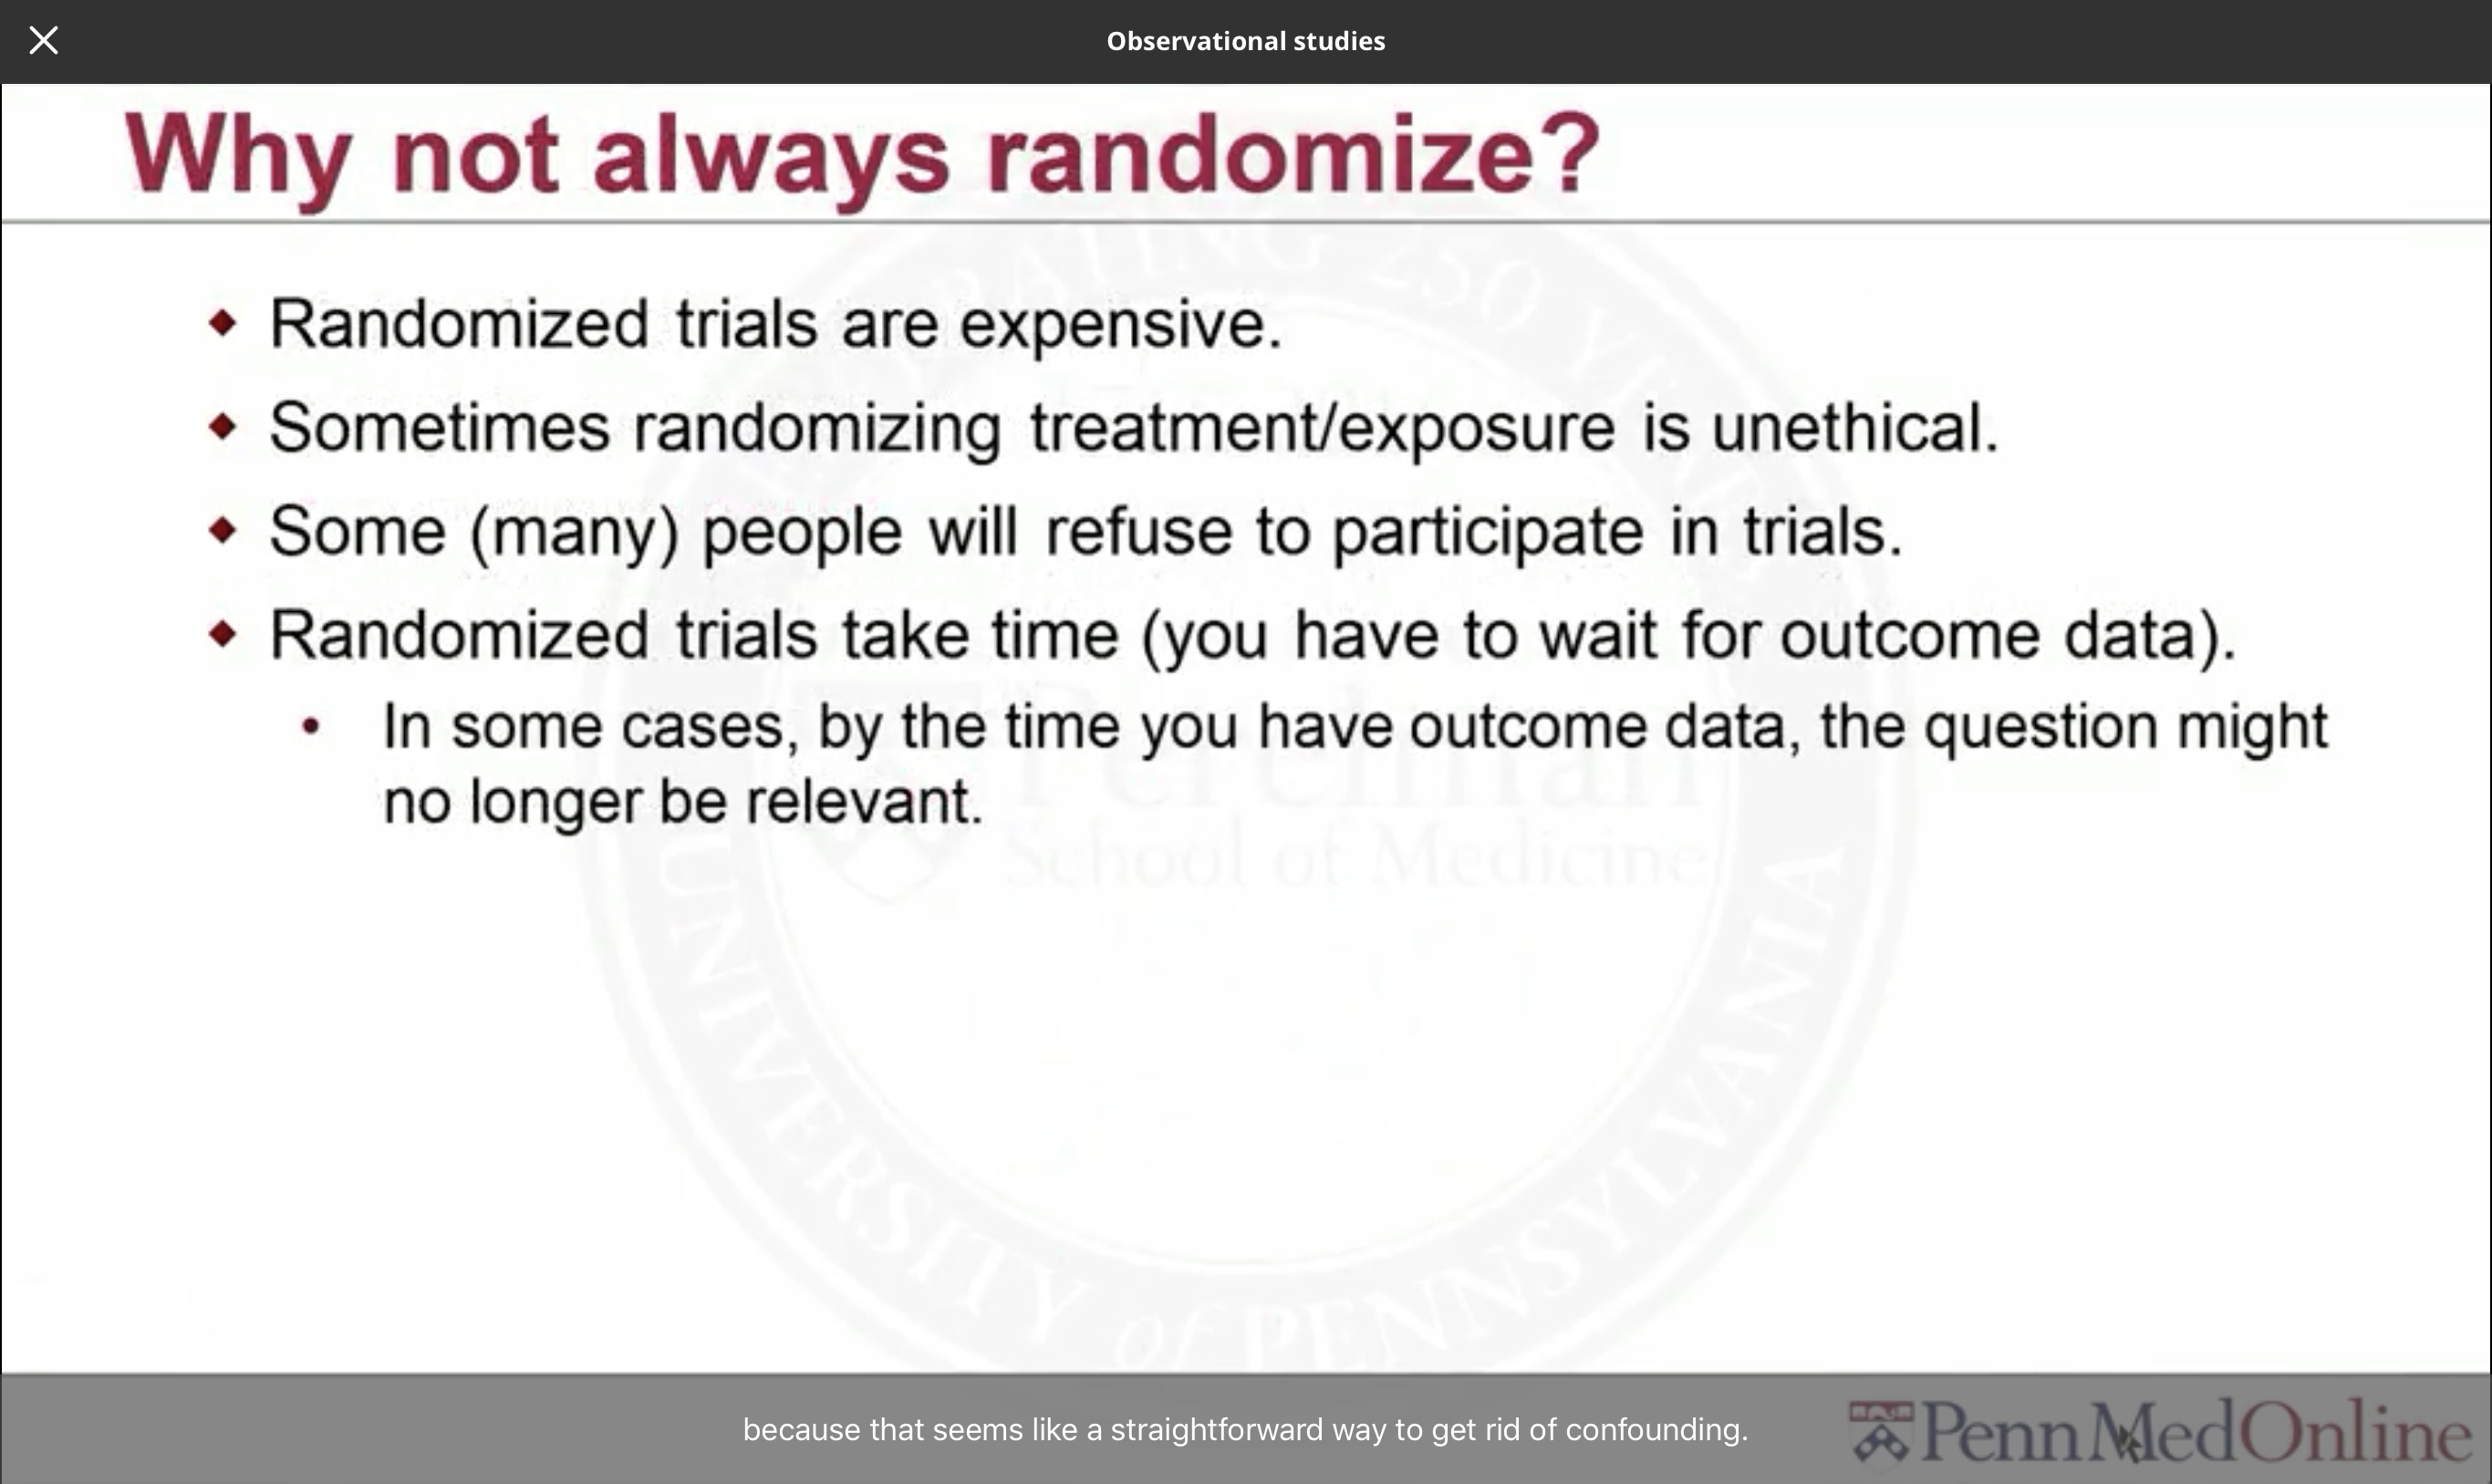 Observational studies
Why not always randomize?
Randomized trials are expensive.
Sometimes randomizing treatment/exposure is unethical.
Some (many) people will refuse to participate in trials.
Randomized trials take time (you have to wait for outcome data).
In some cases, by the time you have outcome data, the question might
no longer be relevant.
Perelman
School of Medicine
UNIVERSITY of PENNSYLVANIA
because that seems like a straightforward way to get rid of confounding.
PennMedOnline